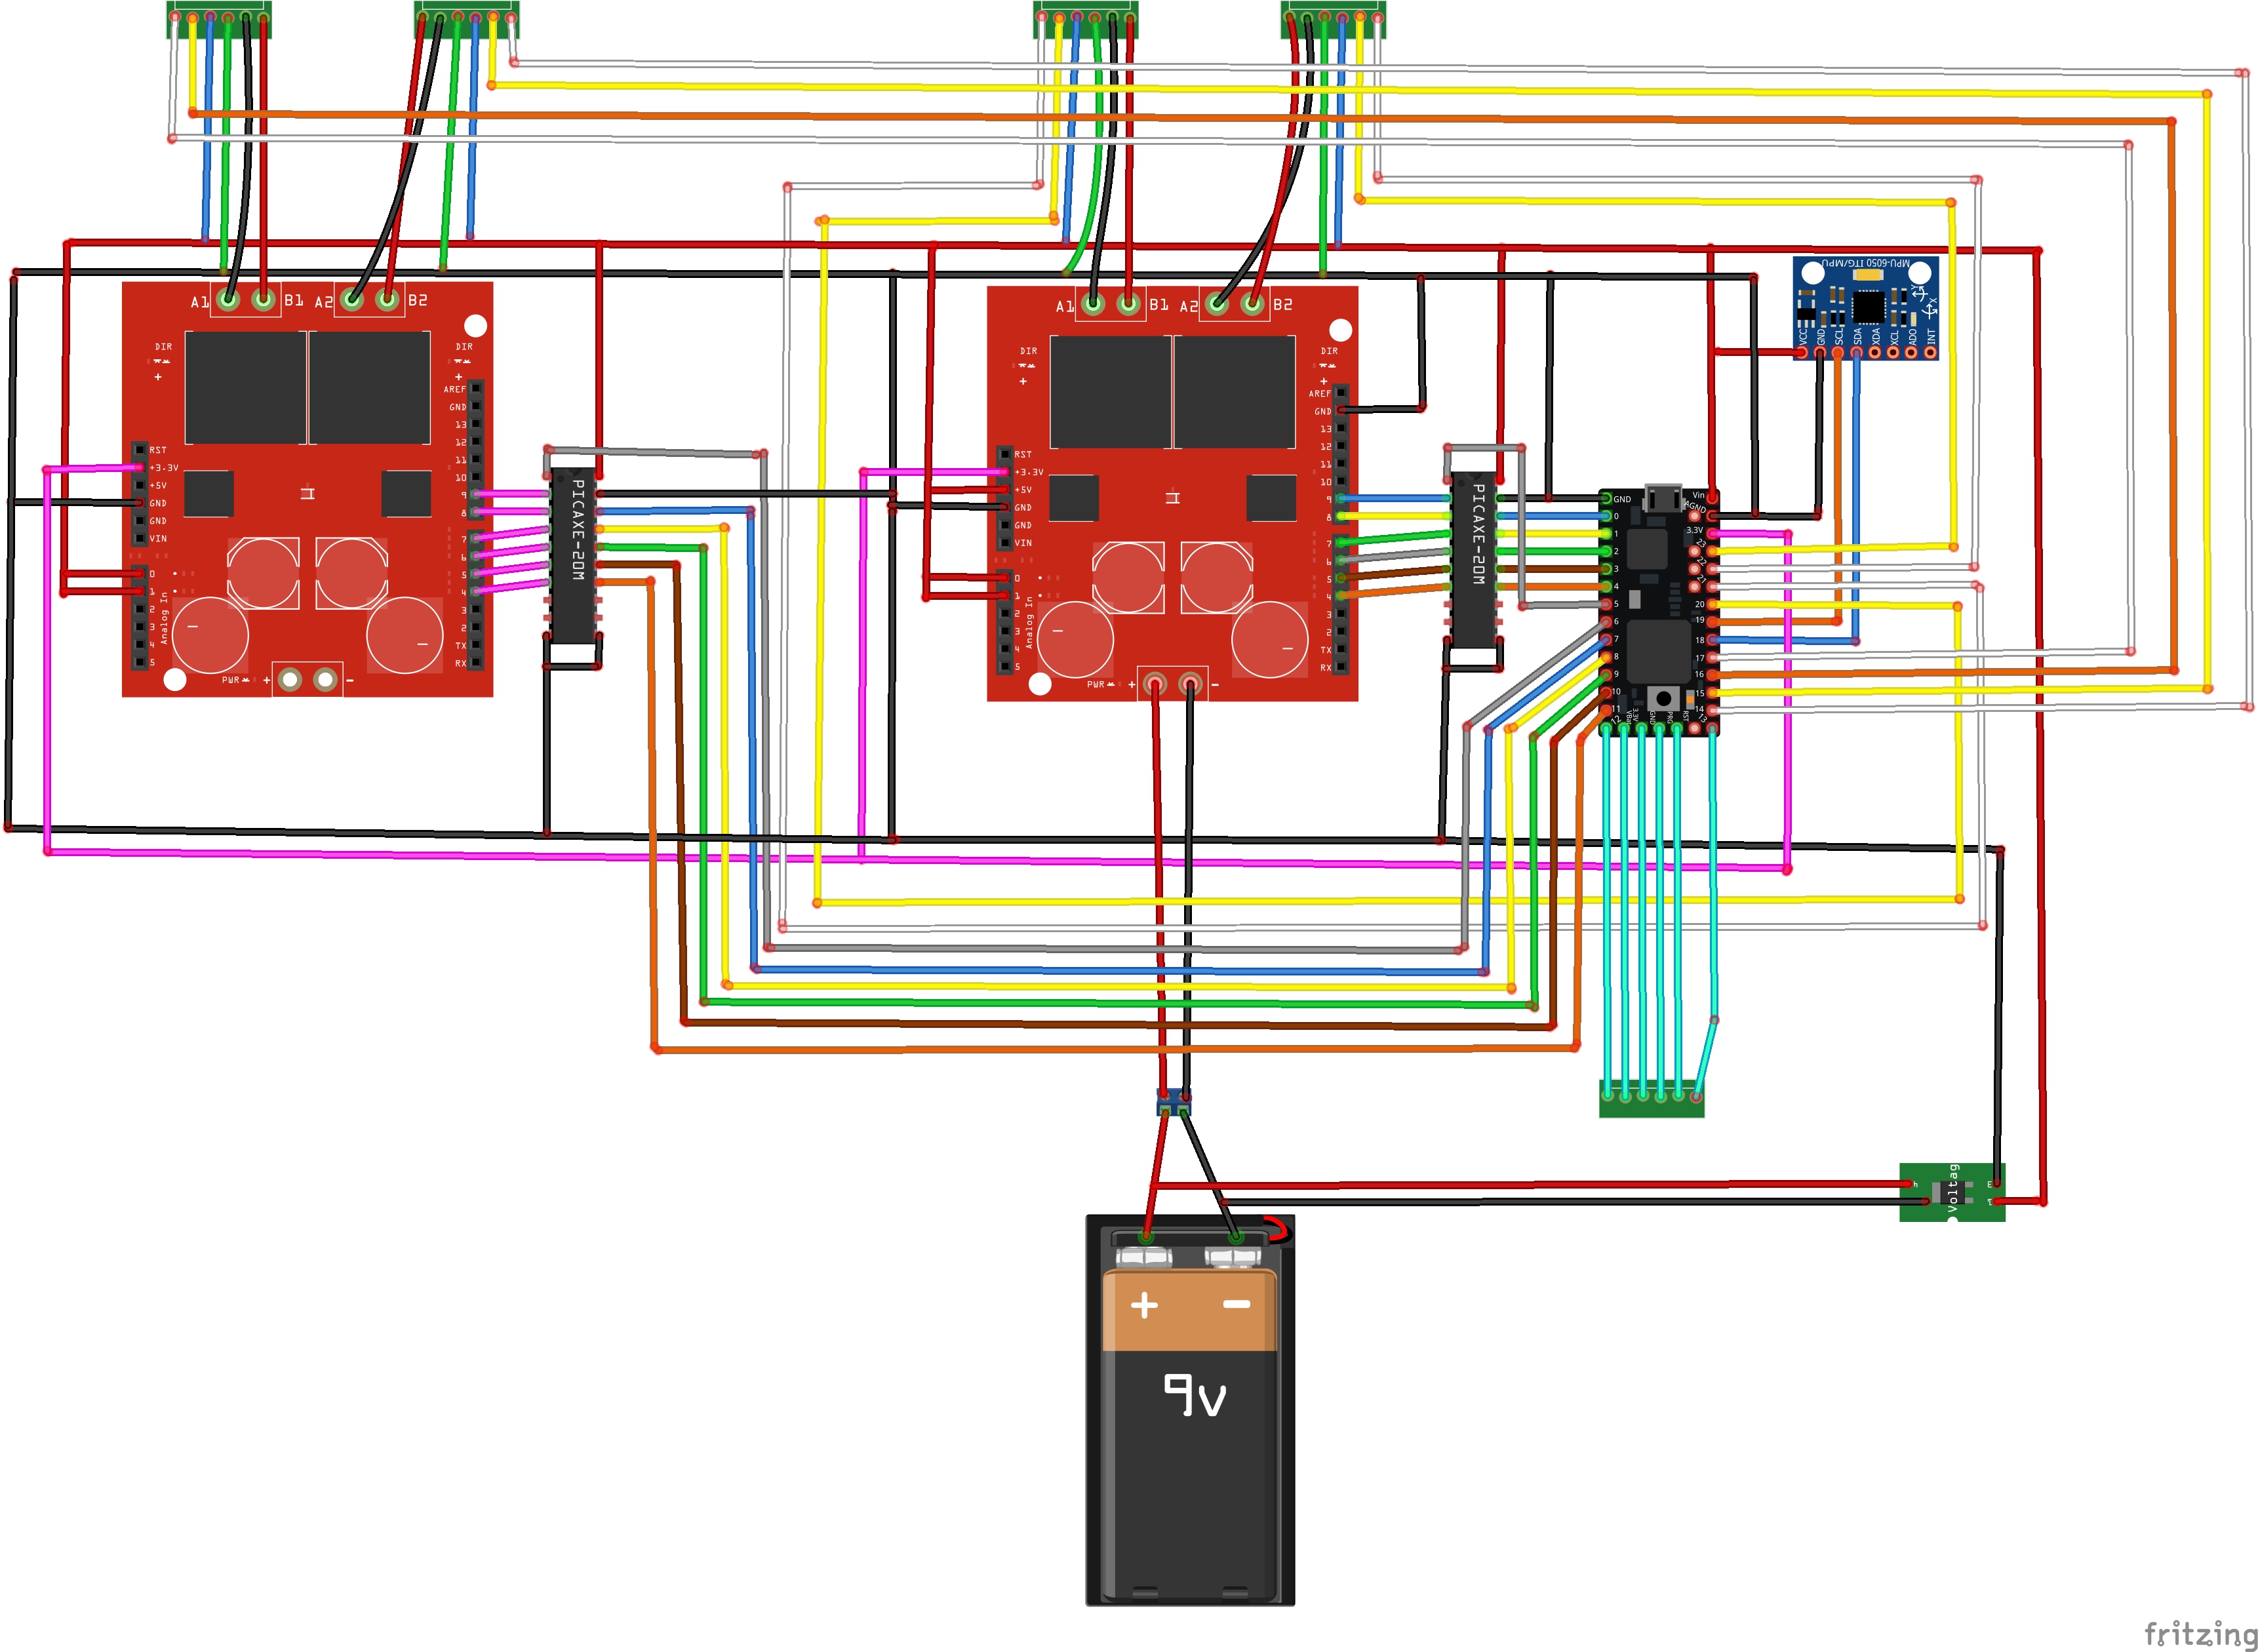 A1
B1
A2
B2
DIR
DIR
+
+
AREF
GND
13
12
11
10
9
8
7
6
5
4
3
2
TX
RX
RST
+3.3V
+5V
GND
GND
VIN
0
1
2
3
4
5
Analog In
PWR
+
-
PICAXE-20M
A1
B1
A2
B2
DIR
DIR
+
+
AREF
GND
13
12
11
10
9
8
7
6
5
4
3
2
TX
RX
RST
+3.3V
+5V
GND
GND
VIN
0
1
2
3
4
5
Analog In
PWR
+
-
PICAXE-20M
GND
0
1
2
3
4
5
6
7
8
9
10
11
12
Vin
AGND
3.3V
23
22
21
20
19
18
17
16
15
14
13
3.3V
GND
PRG
RST
MPU-6050 ITG/MPU
VCC
GND
SCL
SDA
XDA
XCL
ADO
INT
Y
X
Voltag
+
-
9v
fritzing